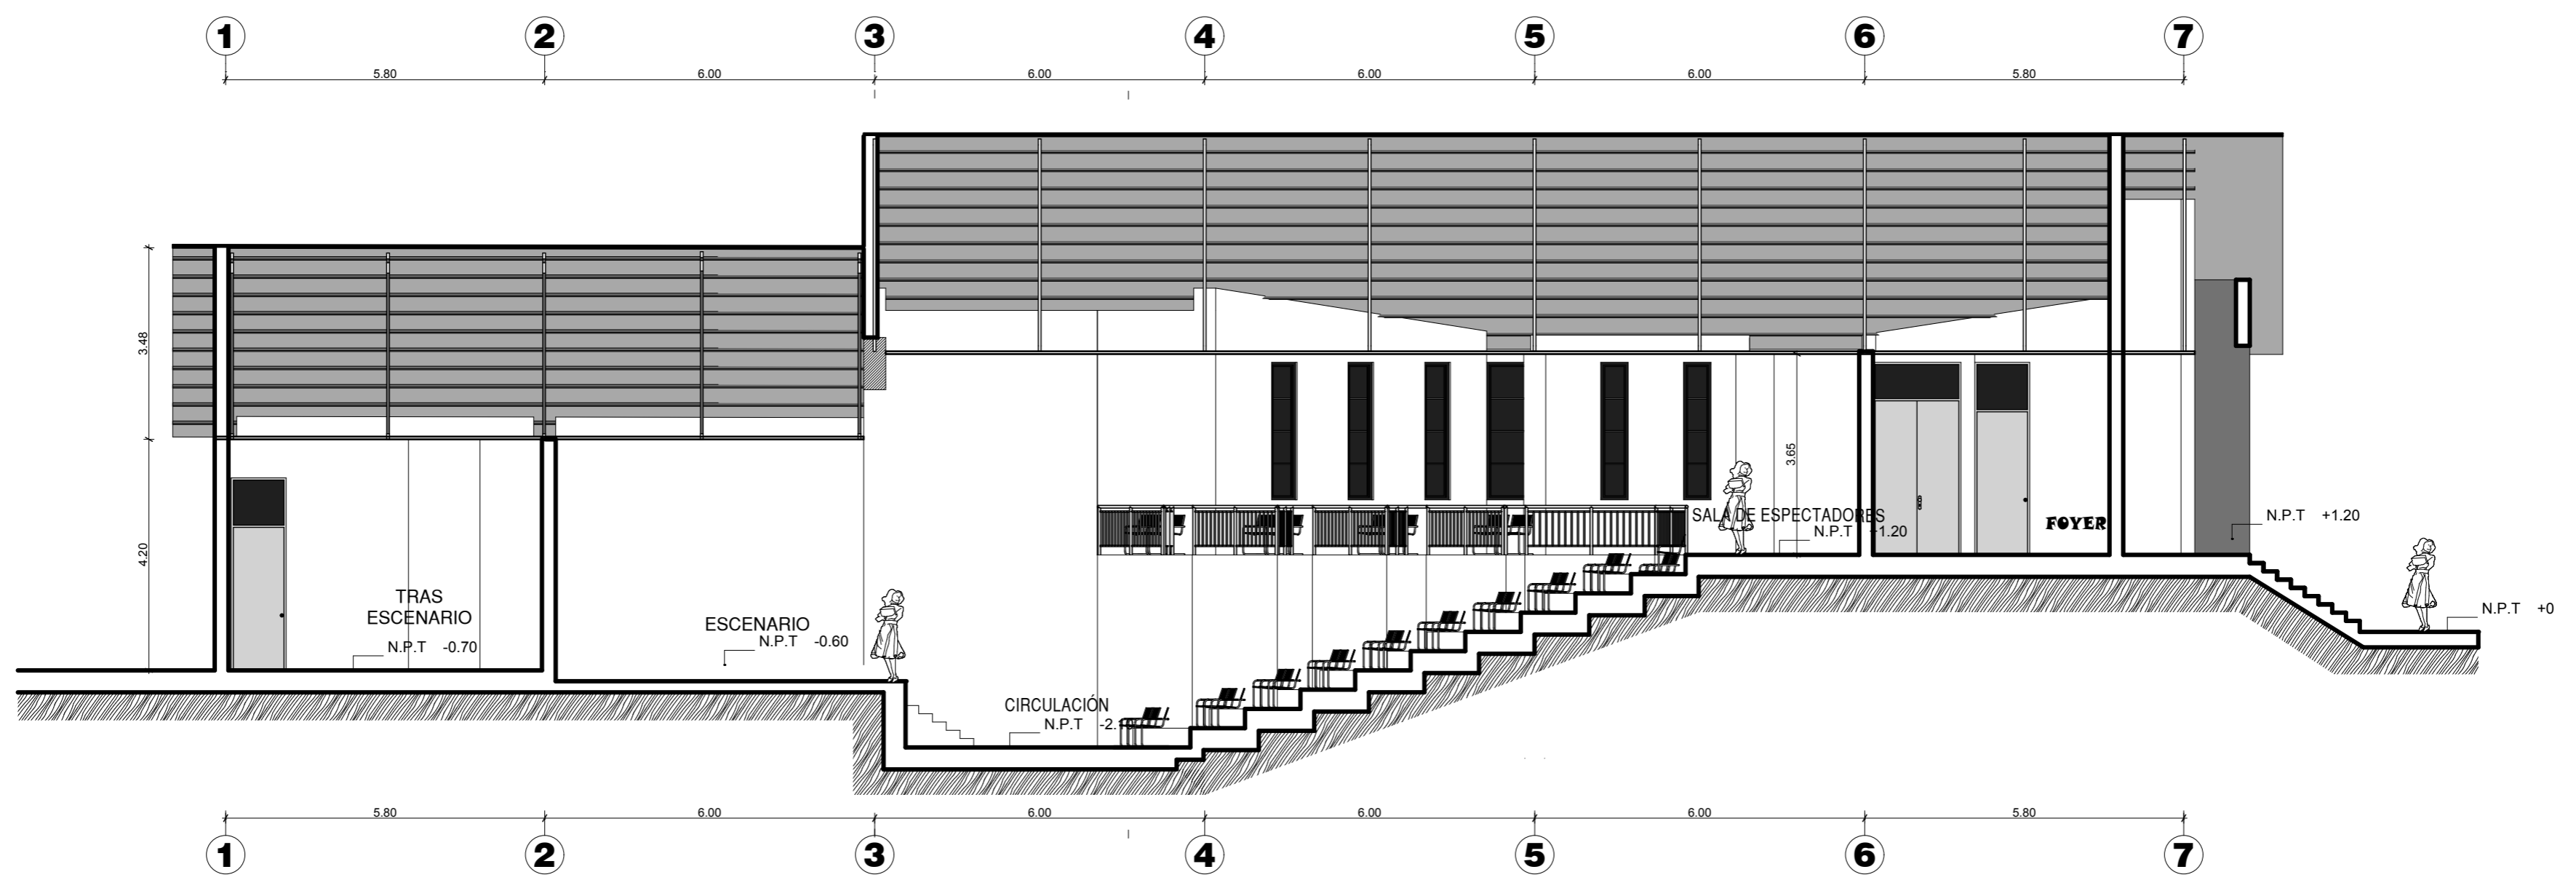 1 2 3 4 5 6 7
5.80 6.00 6.00 6.00 6.00 5.80
3.48
4.20
3.65
TRAS
ESCENARIO
N.P.T -0.70
ESCENARIO
N.P.T -0.60
CIRCULACIÓN
N.P.T
SALA DE ESPECTADORES
N.P.T +1.20
FOYER
N.P.T +1.20
N.P.T +0
5.80 6.00 6.00 6.00 6.00 5.80
1 2 3 4 5 6 7